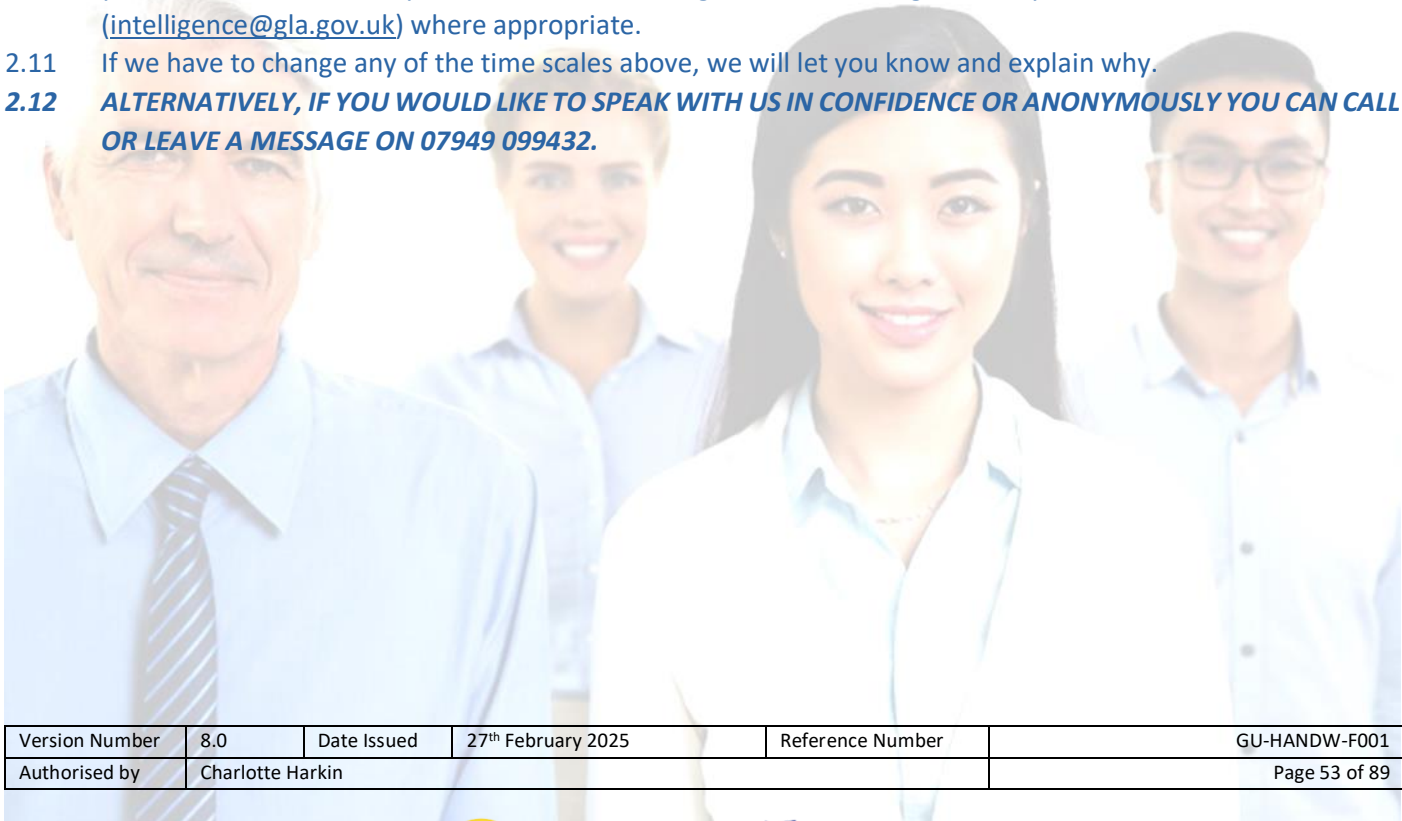 (intelligence@gla.gov.uk) where appropriate.
2.11 If we have to change any of the time scales above, we will let you know and explain why.
2.12 ALTERNATIVELY, IF YOU WOULD LIKE TO SPEAK WITH US IN CONFIDENCE OR ANONYMOUSLY YOU CAN CALL
OR LEAVE A MESSAGE ON 07949 099432.
Version Number 8.0 Date Issued 27th February 2025 Reference Number GU-HANDW-F001
Authorised by Charlotte Harkin Page 53 of 89